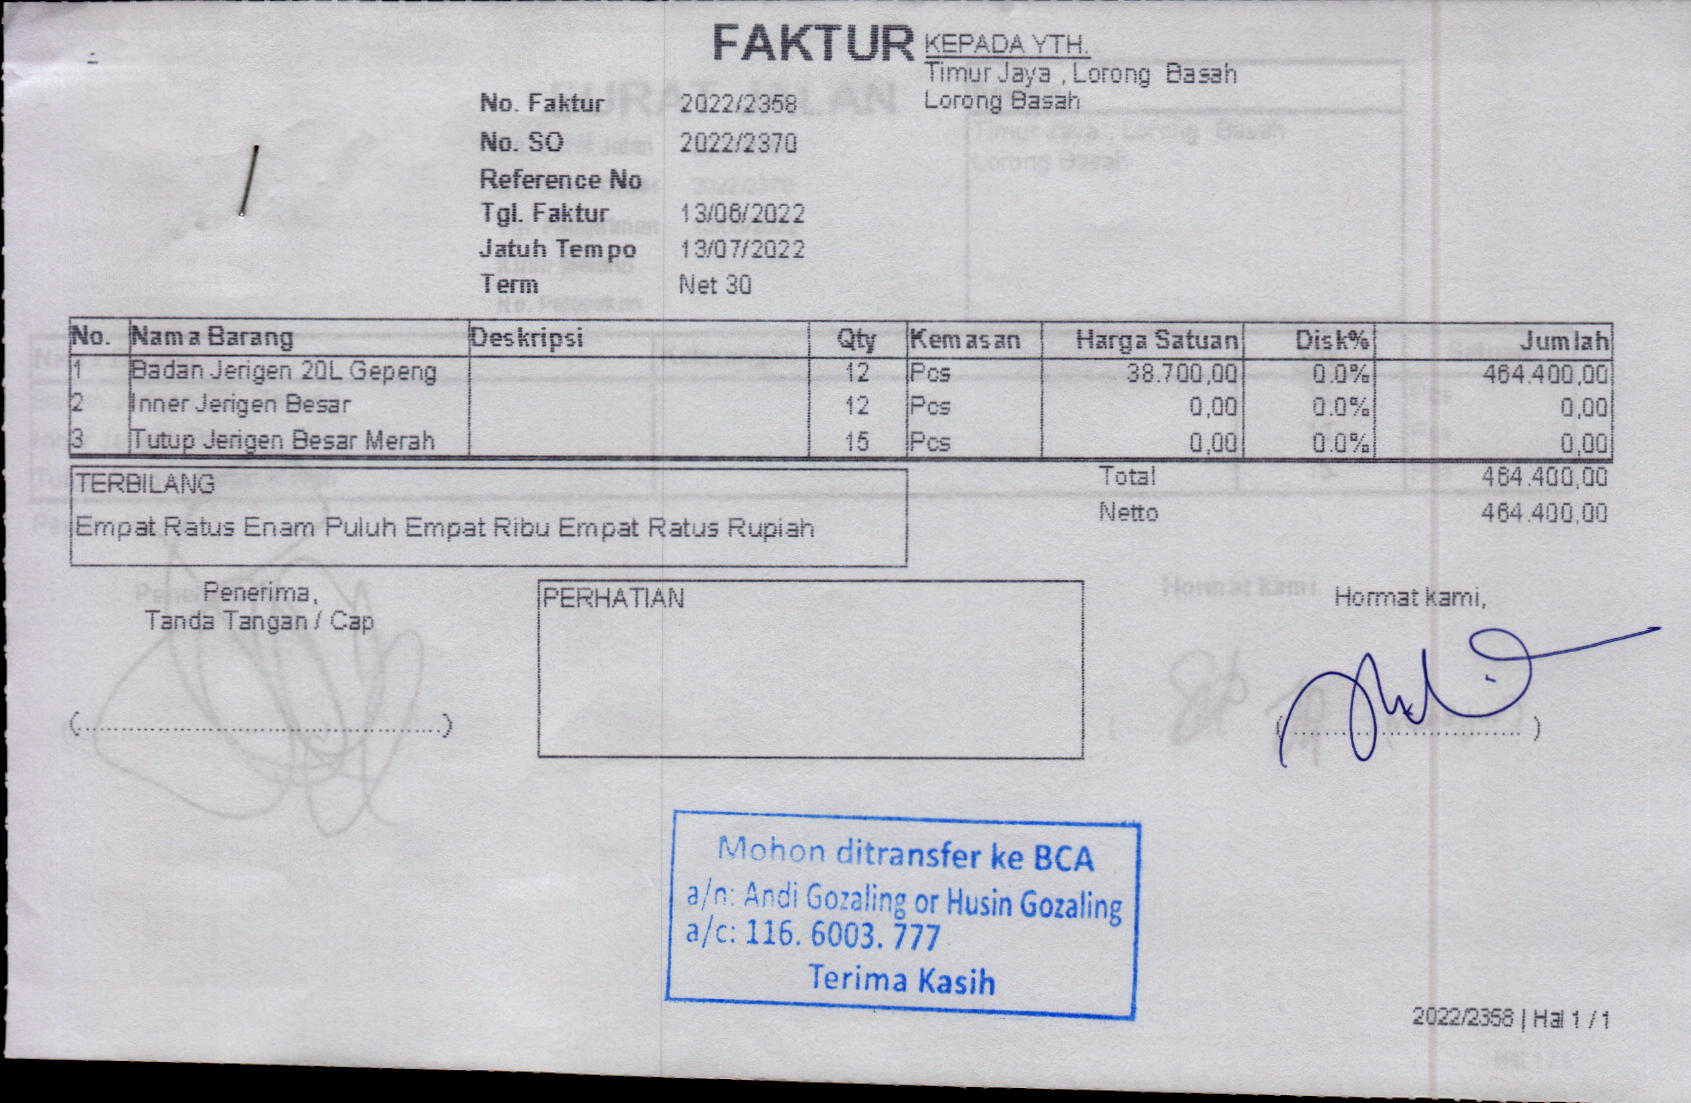 FAKTUR
KEPADA YTH.
Timur Jaya , Lorong Basah
Lorong Basah
No. Faktur 2022/2358
No. SO 2022/2370
Reference No
Tgl. Faktur 13/06/2022
Jatuh Tempo 13/07/2022
Term Net 30
No. Nama Barang Deskripsi Qty Kemasan Harga Satuan Disk% Jumlah
1 Badan Jerigen 20L Gepeng 12 Pcs 38.700,00 0.0% 464.400,00
2 Inner Jerigen Besar 12 Pcs 0,00 0.0% 0,00
3 Tutup Jerigen Besar Merah 15 Pcs 0,00 0.0% 0,00
TERBILANG
Empat Ratus Enam Puluh Empat Ribu Empat Ratus Rupiah
Total 464.400,00
Netto 464.400,00
Penerima,
Tanda Tangan / Cap
(.................................................)
PERHATIAN
Hormat kami,
(.................................)
Mohon ditransfer ke BCA
a/n: Andi Gozaling or Husin Gozaling
a/c: 116. 6003. 777
Terima Kasih
2022/2358 | Hal 1 / 1